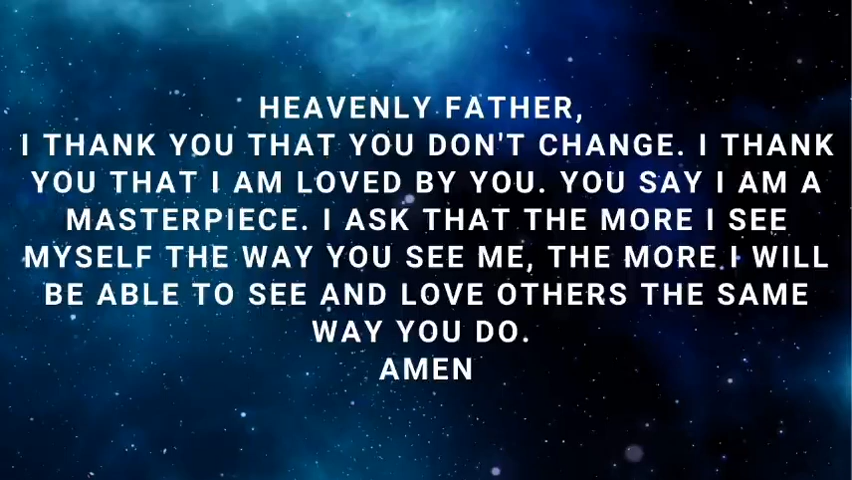 HEAVENLY FATHER,
I THANK YOU THAT YOU DON'T CHANGE. I THANK
YOU THAT I AM LOVED BY YOU. YOU SAY I AM A
MASTERPIECE. I ASK THAT THE MORE I SEE
MYSELF THE WAY YOU SEE ME, THE MORE I WILL
BE ABLE TO SEE AND LOVE OTHERS THE SAME
WAY YOU DO.
AMEN